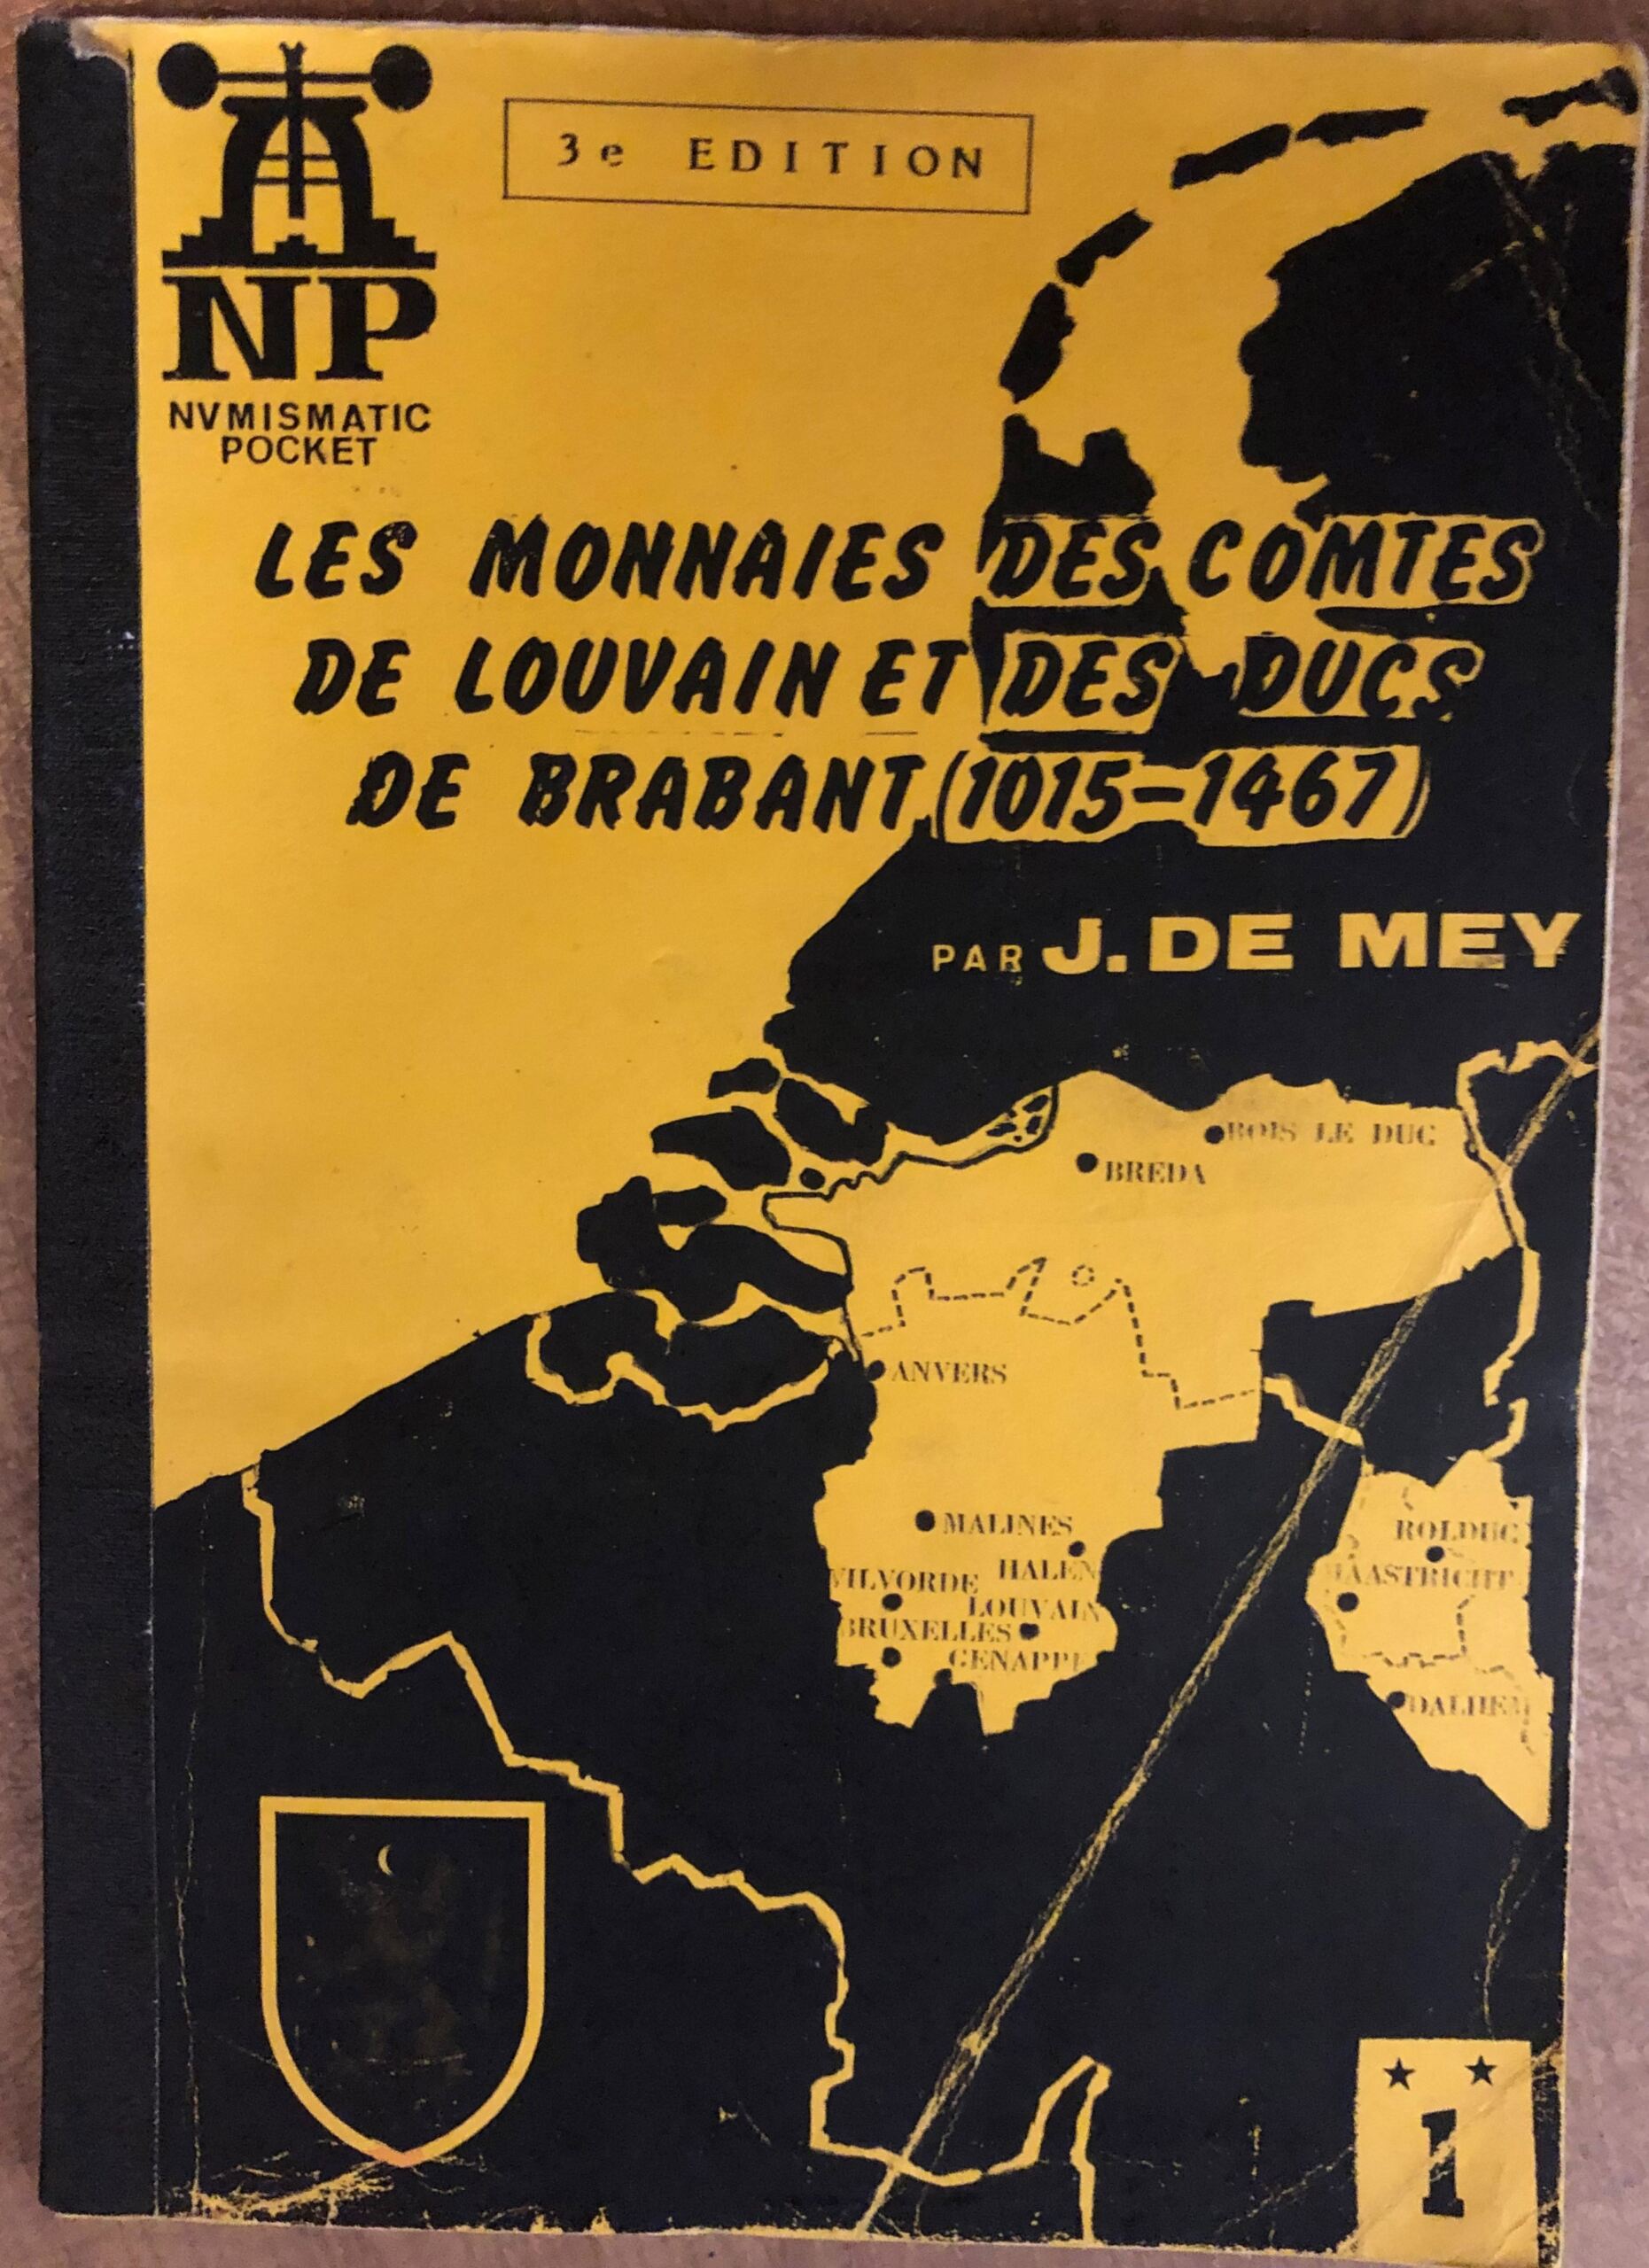 3e EDITION
NP
NVMISMATIC
POCKET
LES MONNAIES DES COMTES
DE LOUVAIN ET DES DUCS
DE BRABANT (1015-1467)
PAR J. DE MEY
BOIS LE DUC
BREDA
ANVERS
MALINES
HALEN
VILVORDE
LOUVAIN
BRUXELLES
GENAPPE
ROLDUC
MAASTRICHT
DALHEM
1